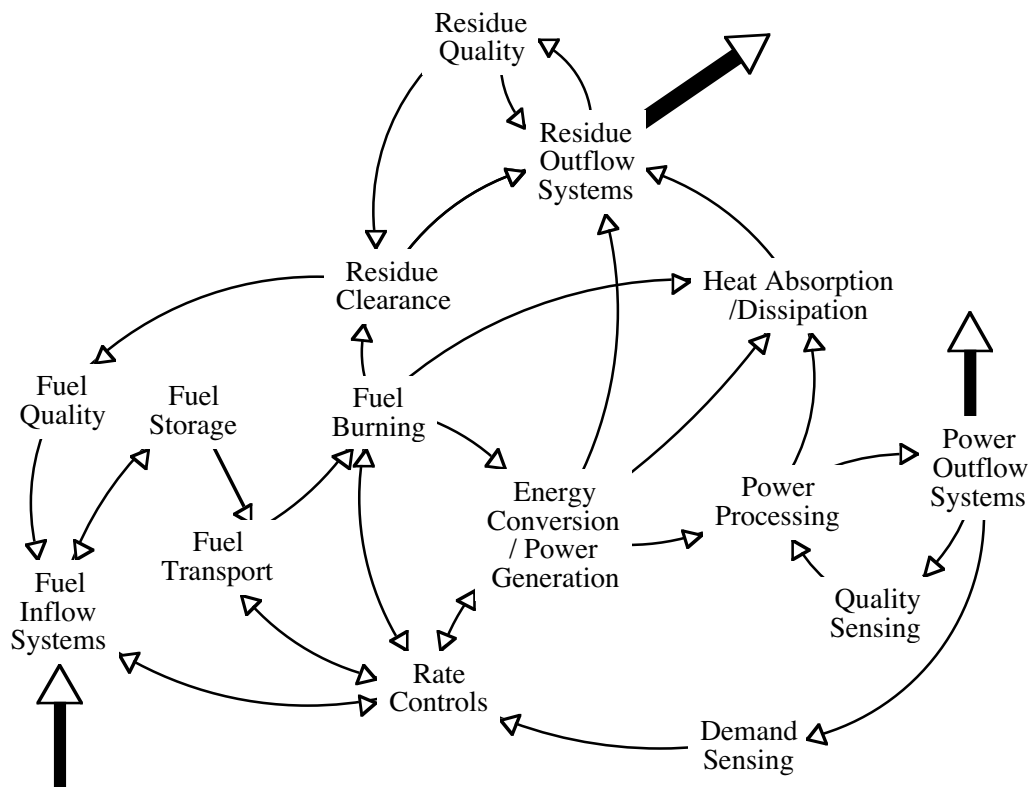 Residue
Quality
Residue
Outflow
Systems
Residue
Clearance
Heat Absorption
/Dissipation
Fuel
Quality
Fuel
Storage
Fuel
Burning
Power
Outflow
Systems
Energy
Conversion
/ Power
Generation
Power
Processing
Fuel
Transport
Fuel
Inflow
Systems
Quality
Sensing
Rate
Controls
Demand
Sensing